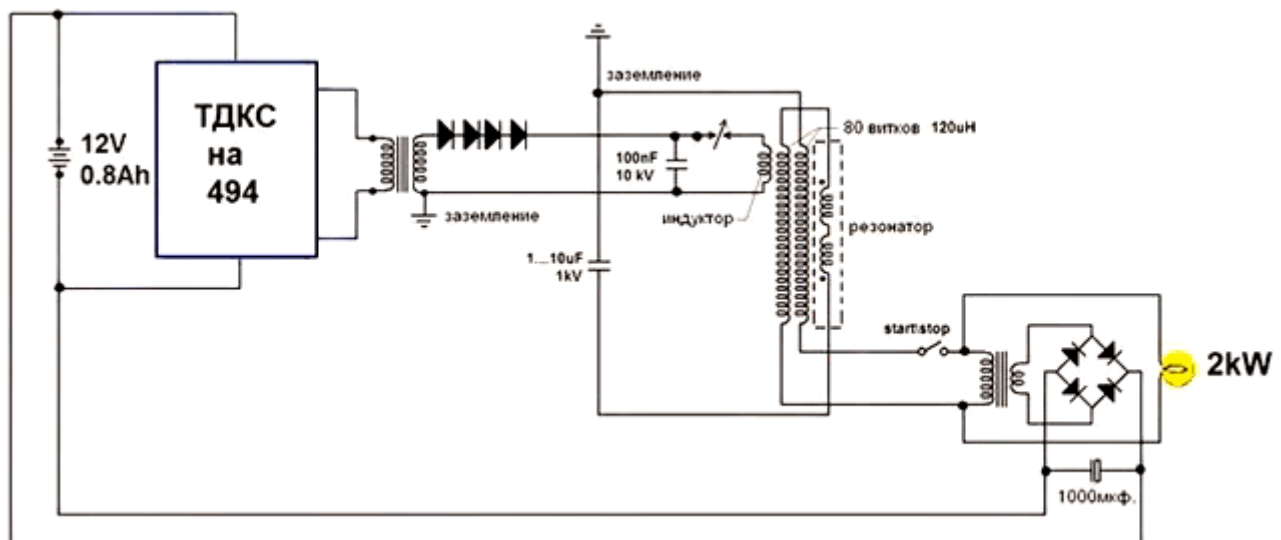 ТДКС
на
494
12V
0.8Ah
заземление
заземление
100nF
10 kV
индуктор
80 витков 120uH
резонатор
1....10uF
1kV
start\stop
2kW
1000мкф.